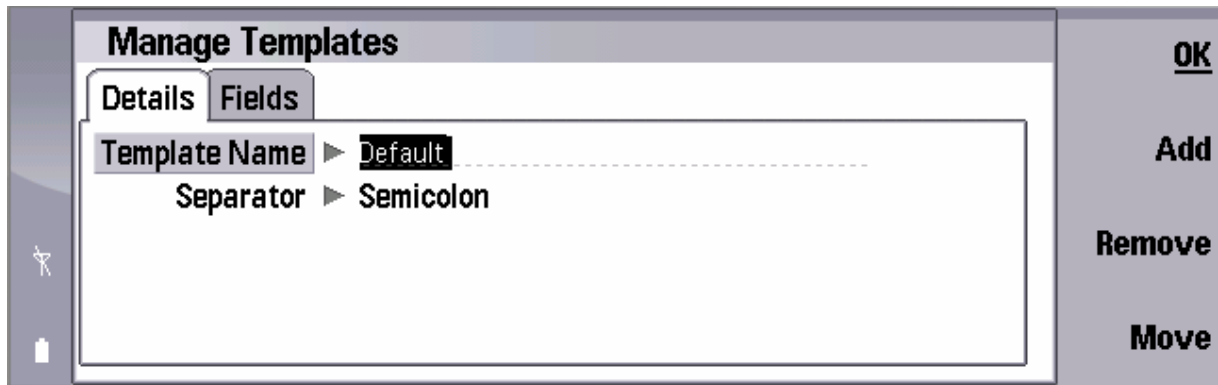 Manage Templates
OK
Details Fields
Add
Template Name Default
Separator Semicolon
Remove
Move